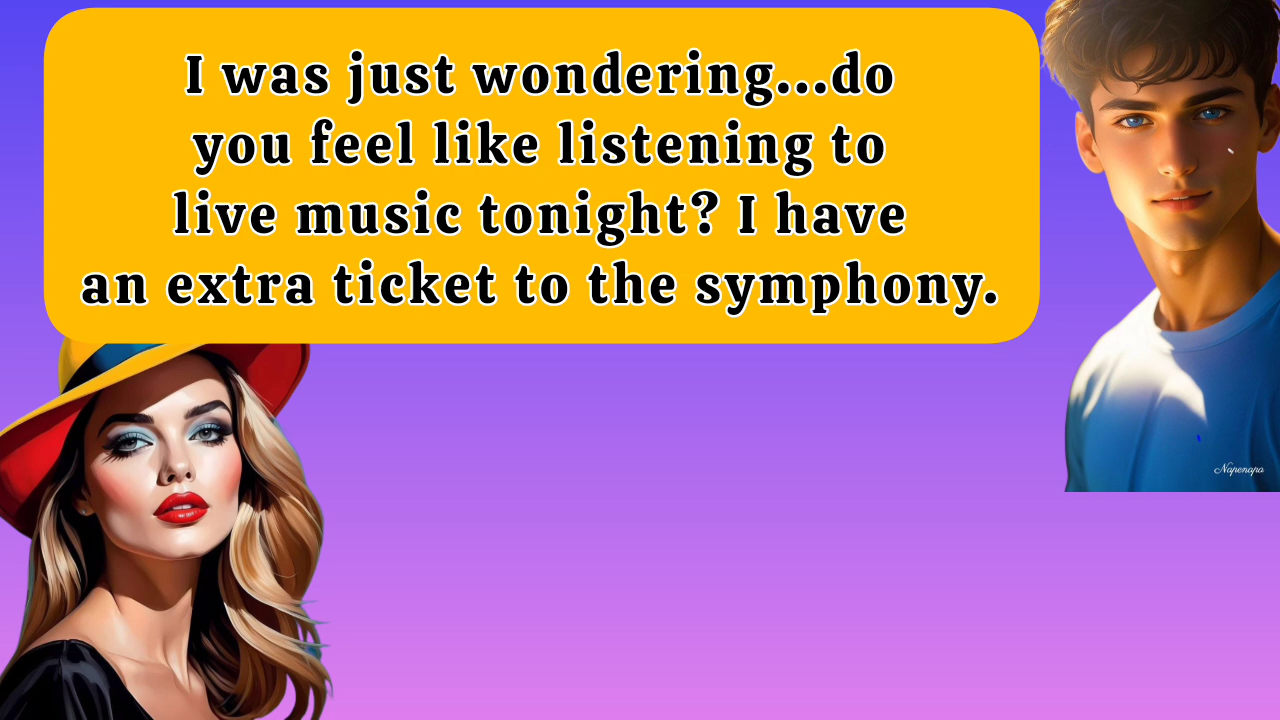 I was just wondering...do
you feel like listening to
live music tonight? I have
an extra ticket to the symphony.
Napenapa